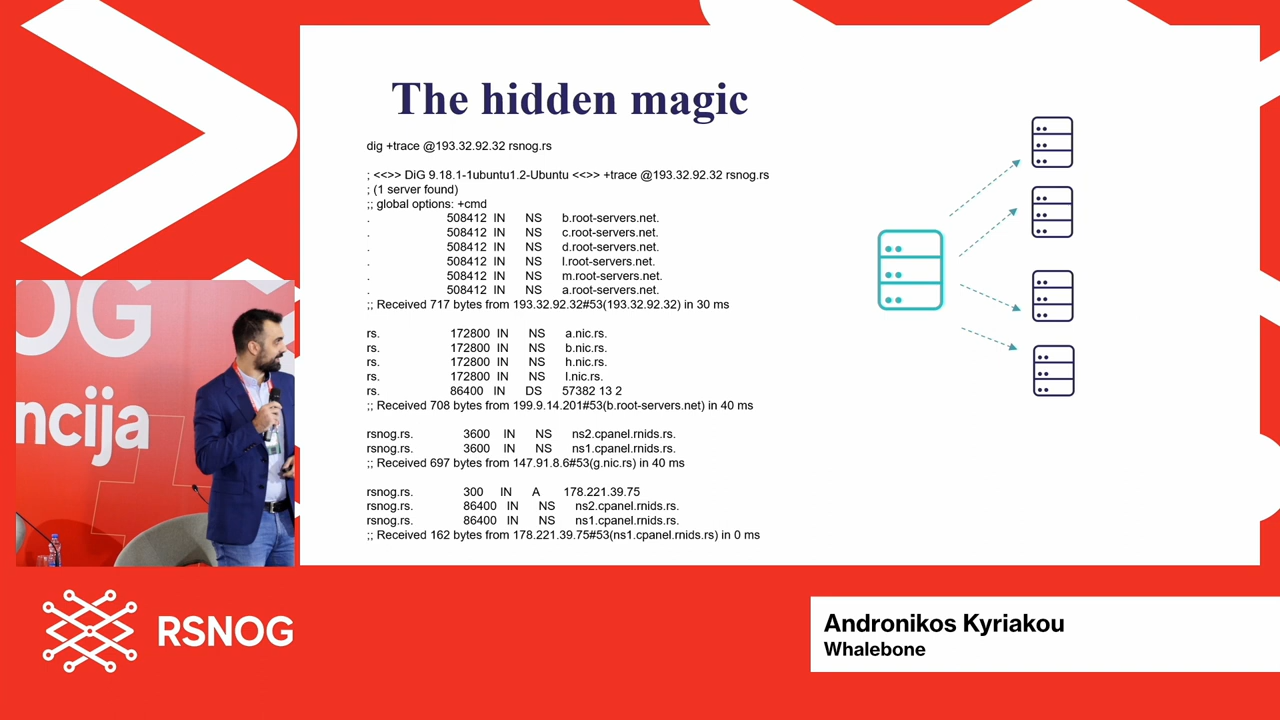 The hidden magic
dig +trace @193.32.92.32 rsnog.rs
; <<>> DiG 9.18.1-1ubuntu1.2-Ubuntu <<>> +trace @193.32.92.32 rsnog.rs
; (1 server found)
;; global options: +cmd
. 508412 IN NS b.root-servers.net.
. 508412 IN NS c.root-servers.net.
. 508412 IN NS d.root-servers.net.
. 508412 IN NS l.root-servers.net.
. 508412 IN NS m.root-servers.net.
. 508412 IN NS a.root-servers.net.
;; Received 717 bytes from 193.32.92.32#53(193.32.92.32) in 30 ms
rs. 172800 IN NS a.nic.rs.
rs. 172800 IN NS b.nic.rs.
rs. 172800 IN NS h.nic.rs.
rs. 172800 IN NS l.nic.rs.
rs. 86400 IN DS 57382 13 2
;; Received 708 bytes from 199.9.14.201#53(b.root-servers.net) in 40 ms
rsnog.rs. 3600 IN NS ns2.cpanel.rnids.rs.
rsnog.rs. 3600 IN NS ns1.cpanel.rnids.rs.
;; Received 697 bytes from 147.91.8.6#53(g.nic.rs) in 40 ms
rsnog.rs. 300 IN A 178.221.39.75
rsnog.rs. 86400 IN NS ns2.cpanel.rnids.rs.
rsnog.rs. 86400 IN NS ns1.cpanel.rnids.rs.
;; Received 162 bytes from 178.221.39.75#53(ns1.cpanel.rnids.rs) in 0 ms
OG
ncija
RSNOG
Andronikos Kyriakou
Whalebone